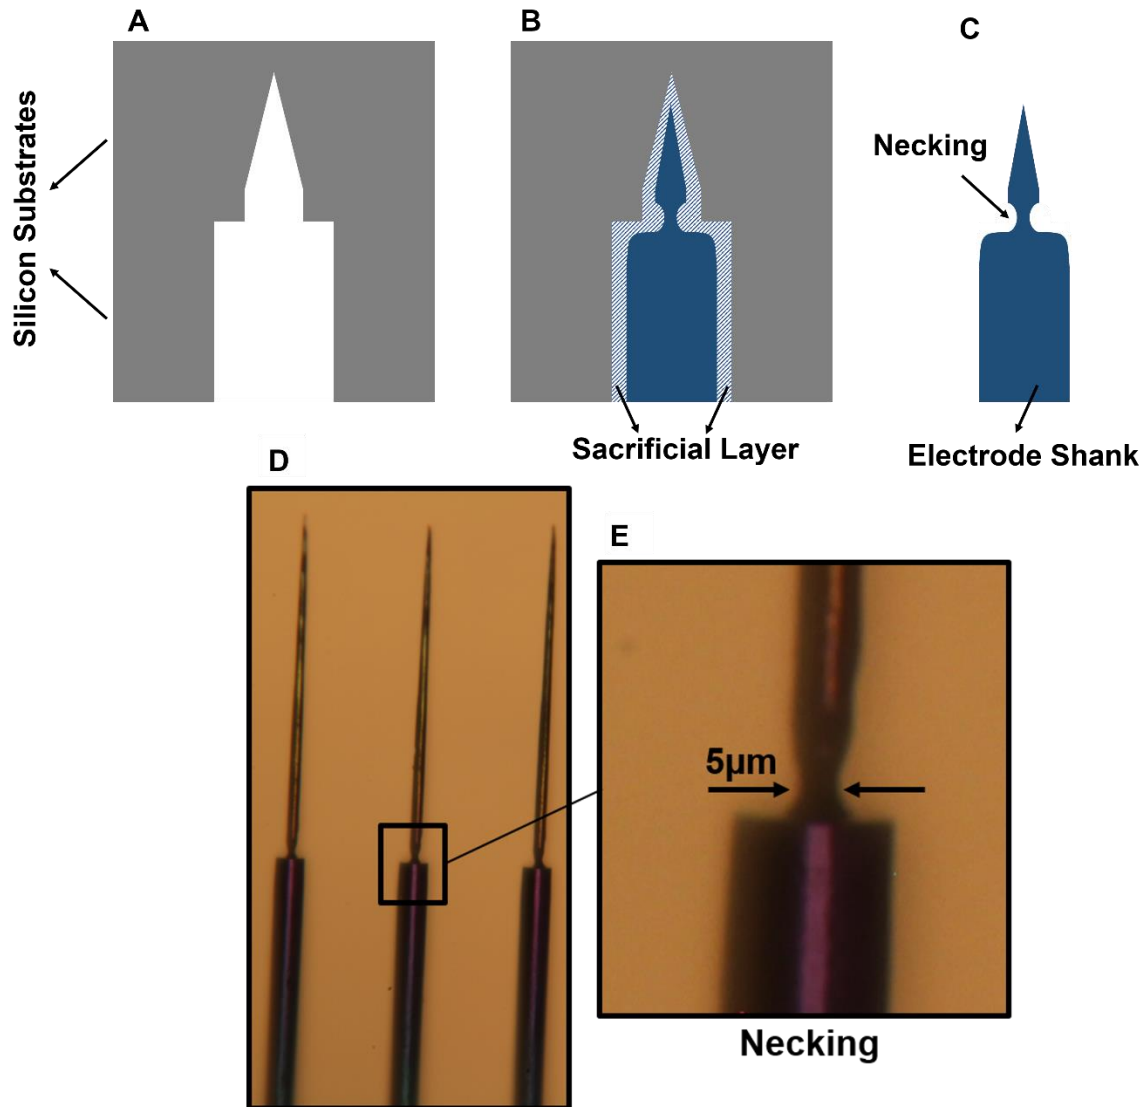 A
B
C
Silicon Substrates
Necking
Sacrificial Layer
Electrode Shank
D
E
5µm
Necking